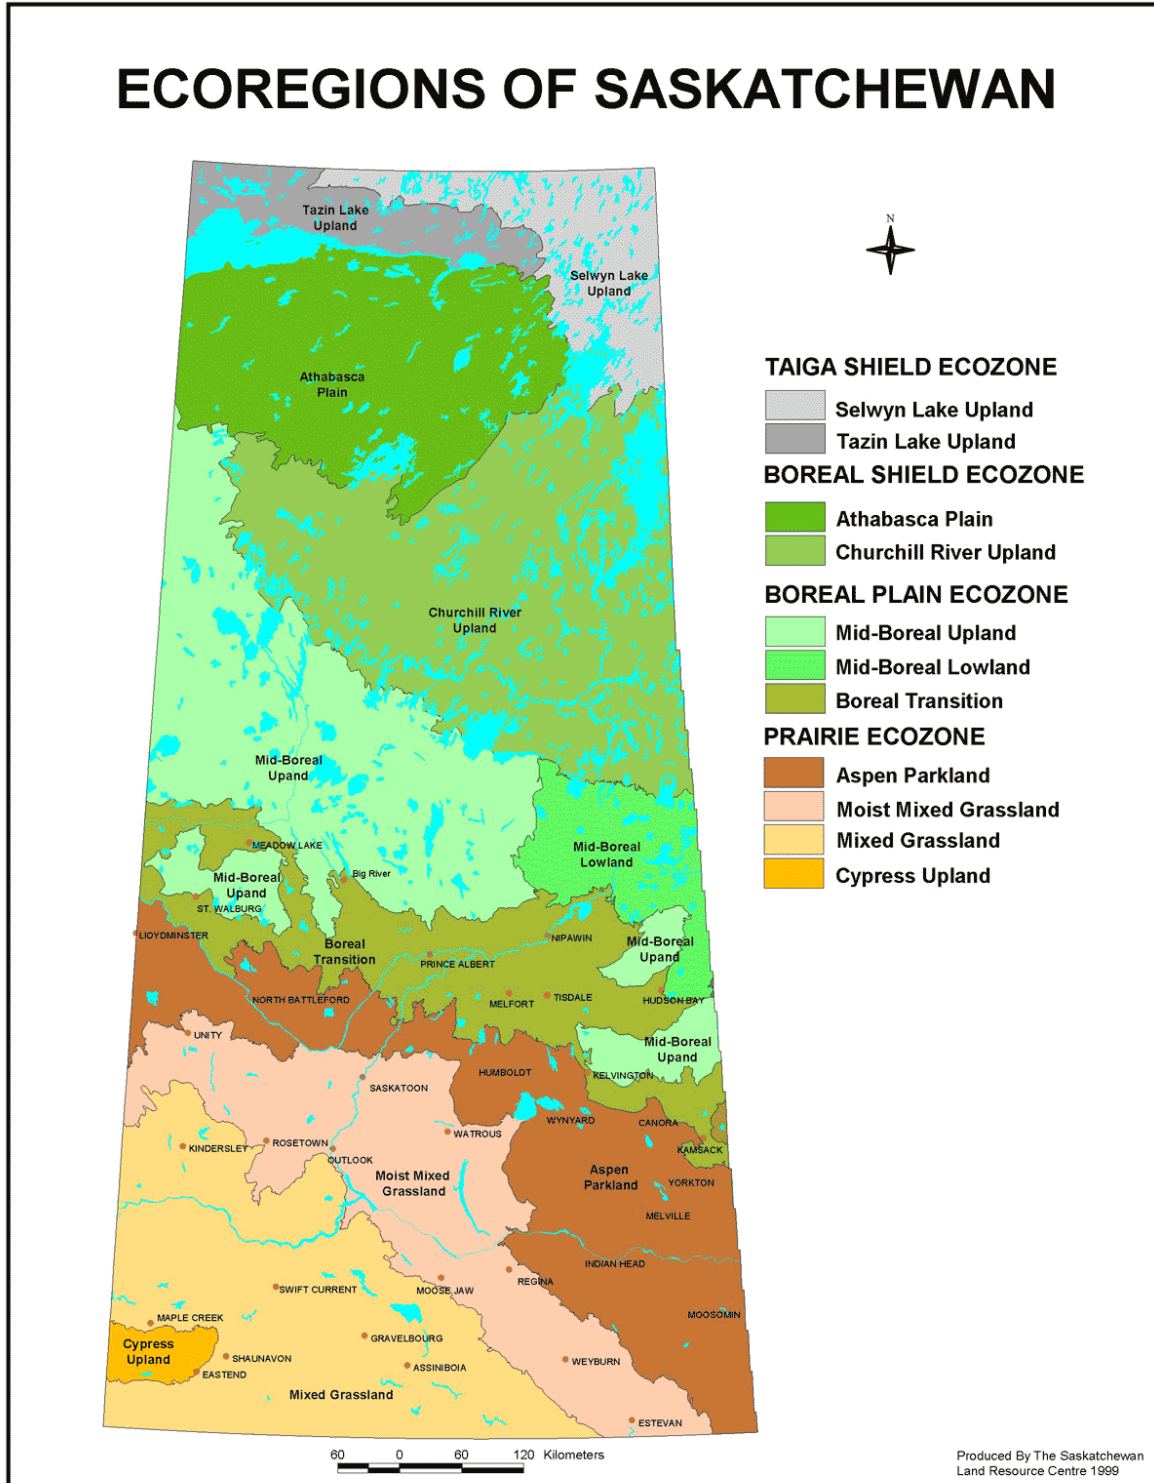 ECOREGIONS OF SASKATCHEWAN
N
Tazin Lake
Upland
Selwyn Lake
Upland
Athabasca
Plain
Churchill River
Upland
Mid-Boreal
Upand
Mid-Boreal
Lowland
MEADOW LAKE
Big River
Mid-Boreal
Upand
ST. WALBURG
LIOYDMINSTER
Boreal
Transition
NIPAWIN
Mid-Boreal
Upand
PRINCE ALBERT
NORTH BATTLEFORD
MELFORT
TISDALE
HUDSON BAY
UNITY
Mid-Boreal
Upand
HUMBOLDT
KELVINGTON
SASKATOON
WYNYARD
CANORA
WATROUS
ROSETOWN
KINDERSLEY
OUTLOOK
KAMSACK
Moist Mixed
Grassland
Aspen
Parkland
YORKTON
MELVILLE
INDIAN HEAD
REGINA
SWIFT CURRENT
MOOSE JAW
MOOSOMIN
MAPLE CREEK
GRAVELBOURG
Cypress
Upland
SHAUNAVON
WEYBURN
ASSINIBOIA
EASTEND
Mixed Grassland
ESTEVAN
TAIGA SHIELD ECOZONE
Selwyn Lake Upland
Tazin Lake Upland
BOREAL SHIELD ECOZONE
Athabasca Plain
Churchill River Upland
BOREAL PLAIN ECOZONE
Mid-Boreal Upland
Mid-Boreal Lowland
Boreal Transition
PRAIRIE ECOZONE
Aspen Parkland
Moist Mixed Grassland
Mixed Grassland
Cypress Upland
60 0 60 120 Kilometers
Produced By The Saskatchewan
Land Resource Centre 1999